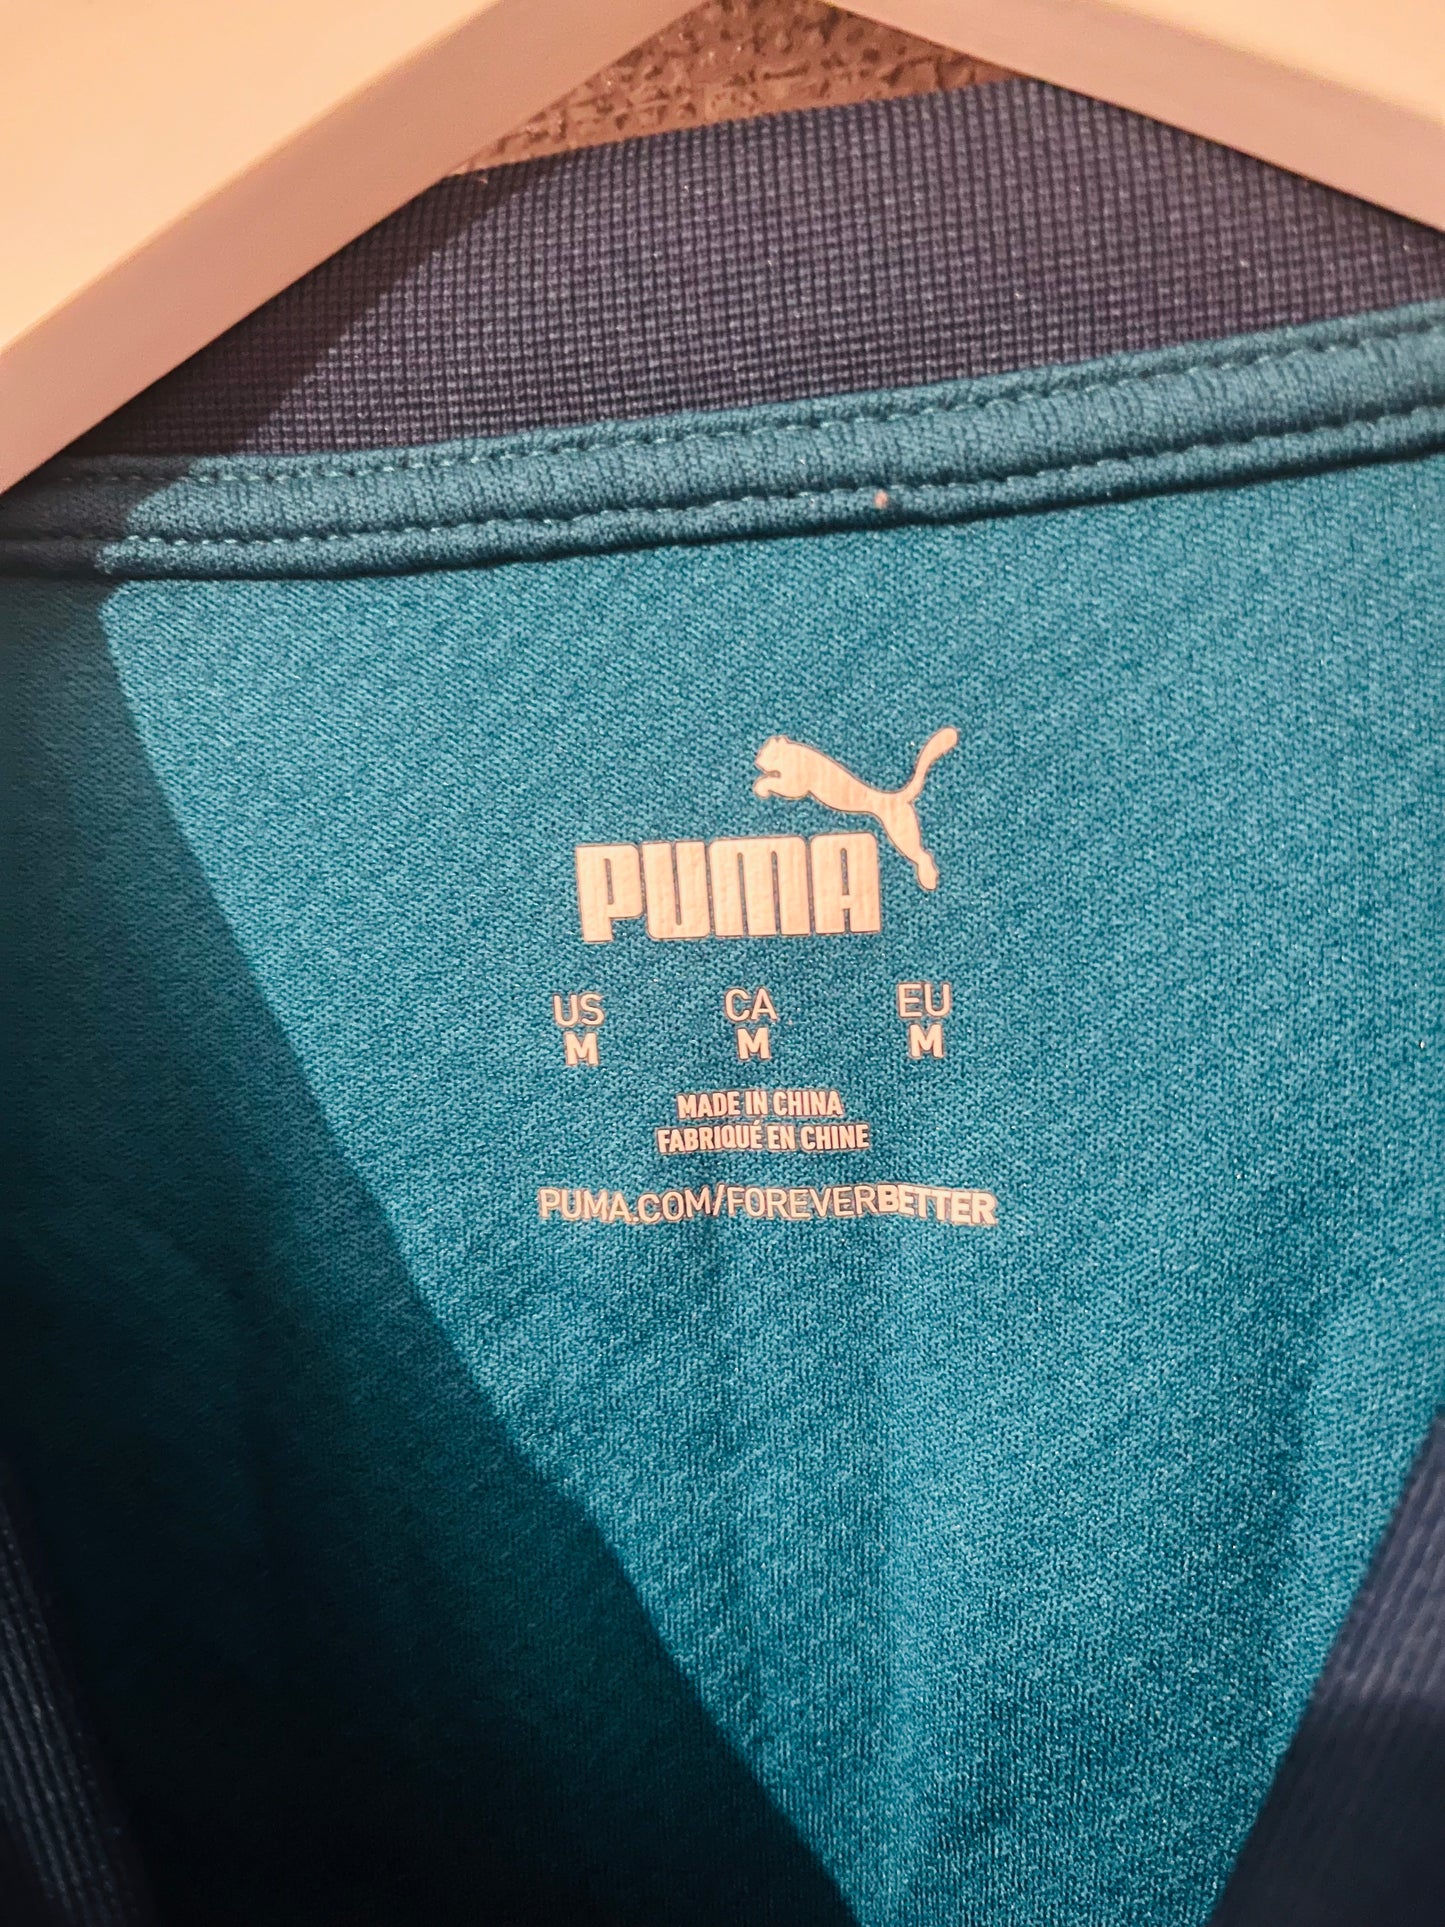 PUMA
US CA EU
M M M
MADE IN CHINA
FABRIQUÉ EN CHINE
PUMA.COM/FOREVERBETTER